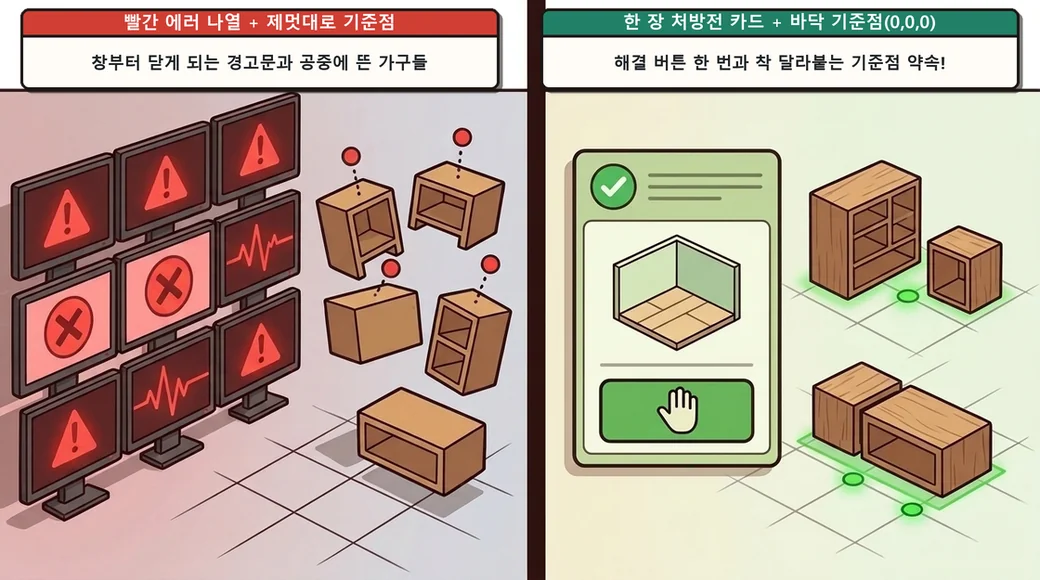 빨간 에러 나열 + 제멋대로 기준점
창부터 닫게 되는 경고문과 공중에 뜬 가구들
한 장 처방전 카드 + 바닥 기준점(0,0,0)
해결 버튼 한 번과 착 달라붙는 기준점 약속!